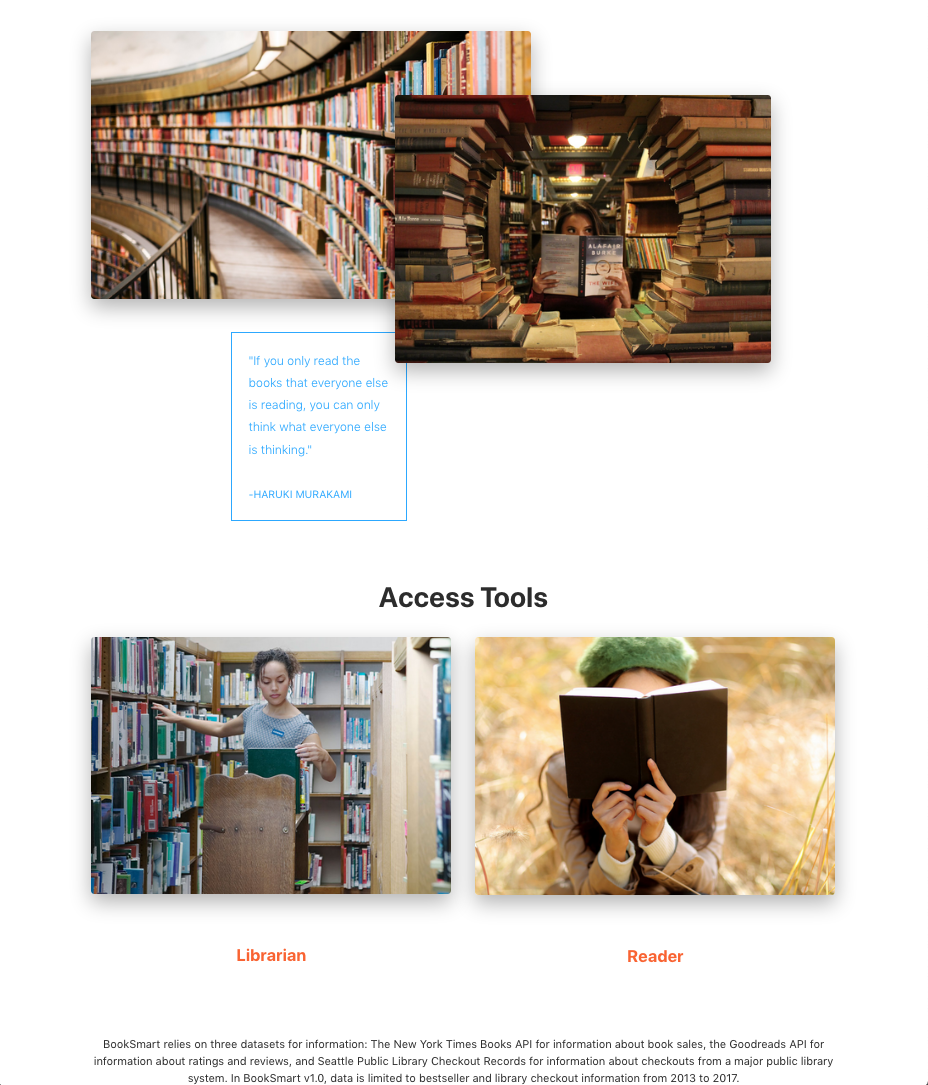 ALAFAIR
BURKE
THE WIFE
"If you only read the
books that everyone else
is reading, you can only
think what everyone else
is thinking."
-HARUKI MURAKAMI
Access Tools
Librarian
Reader
BookSmart relies on three datasets for information: The New York Times Books API for information about book sales, the Goodreads API for
information about ratings and reviews, and Seattle Public Library Checkout Records for information about checkouts from a major public library
system. In BookSmart v1.0, data is limited to bestseller and library checkout information from 2013 to 2017.